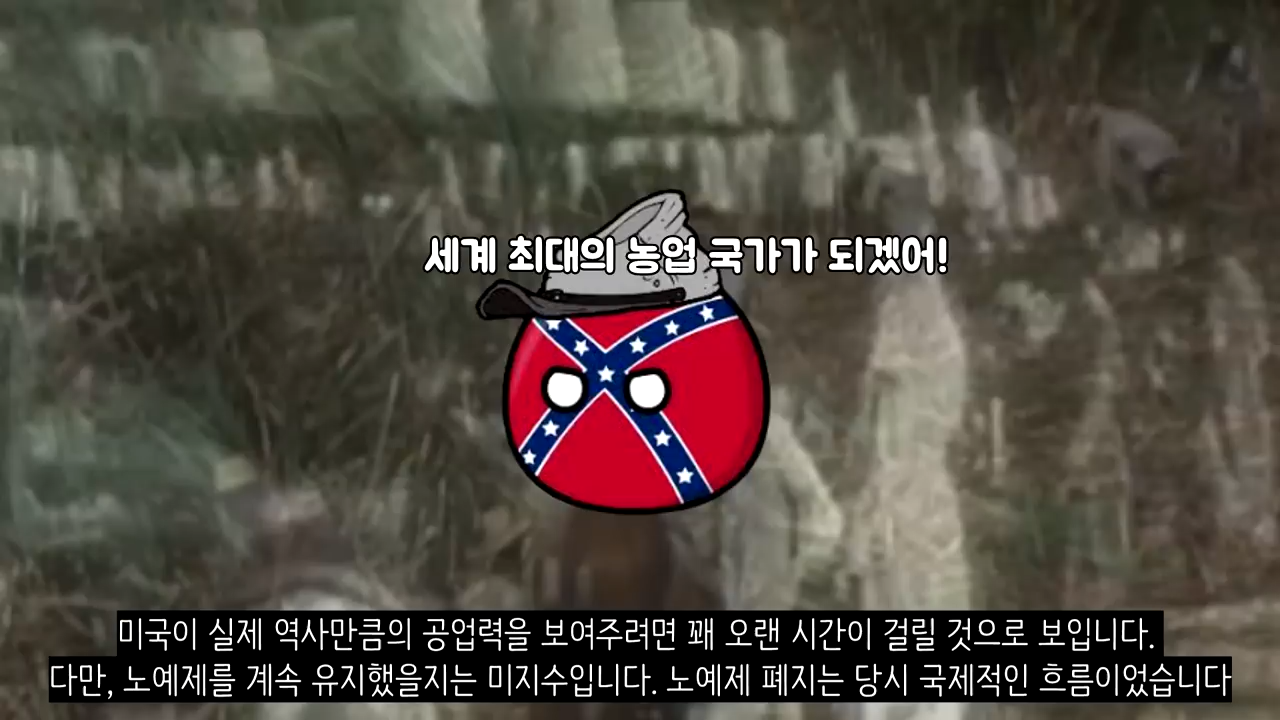 세계 최대의 농업 국가가 되겠어!
미국이 실제 역사만큼의 공업력을 보여주려면 꽤 오랜 시간이 걸릴 것으로 보입니다.
다만, 노예제를 계속 유지했을지는 미지수입니다. 노예제 폐지는 당시 국제적인 흐름이었습니다